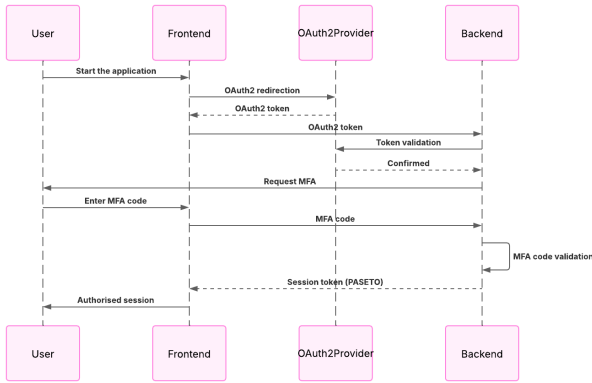 User
Frontend
OAuth2Provider
Backend
Start the application
OAuth2 redirection
OAuth2 token
OAuth2 token
Token validation
Confirmed
Request MFA
Enter MFA code
MFA code
MFA code validation
Session token (PASETO)
Authorised session
User
Frontend
OAuth2Provider
Backend